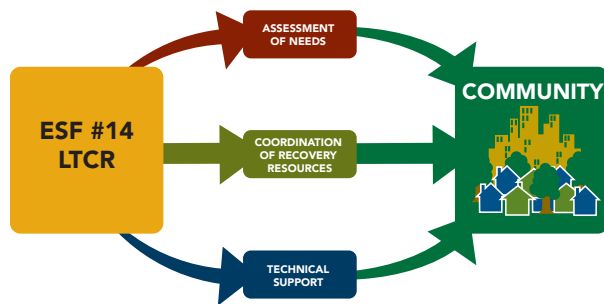 ESF #14
LTCR
ASSESSMENT
OF NEEDS
COORDINATION
OF RECOVERY
RESOURCES
TECHNICAL
SUPPORT
COMMUNITY